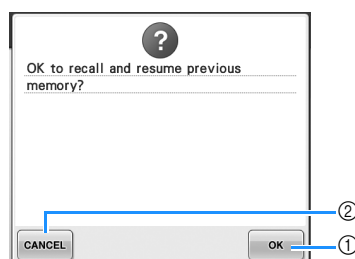 ?
OK to recall and resume previous
memory?
②
CANCEL
OK
①